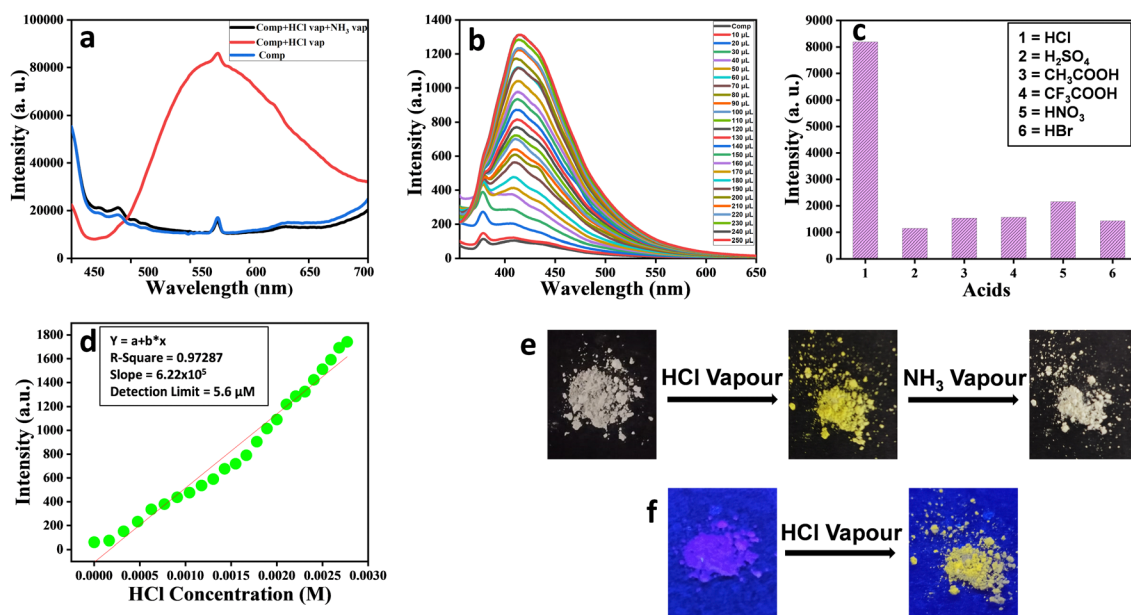 a
Comp+HCl vap+NH₃ vap
Comp+HCl vap
Comp
100000
80000
60000
40000
20000
0
Intensity (a. u.)
450 500 550 600 650 700
Wavelength (nm)
b
1400
1200
1000
800
600
400
200
0
Intensity (a.u.)
400 450 500 550 600 650
Wavelength (nm)
Comp
10 µL
20 µL
30 µL
40 µL
50 µL
60 µL
70 µL
80 µL
90 µL
100 µL
110 µL
120 µL
130 µL
140 µL
150 µL
160 µL
170 µL
180 µL
190 µL
200 µL
210 µL
220 µL
230 µL
240 µL
250 µL
c
9000
8000
7000
6000
5000
4000
3000
2000
1000
0
Intensity (a. u.)
1 2 3 4 5 6
Acids
1 = HCl
2 = H₂SO₄
3 = CH₃COOH
4 = CF₃COOH
5 = HNO₃
6 = HBr
d
Y = a+b*x
R-Square = 0.97287
Slope = 6.22x10⁵
Detection Limit = 5.6 µM
1800
1600
1400
1200
1000
800
600
400
200
0
Intensity (a.u.)
0.0000 0.0005 0.0010 0.0015 0.0020 0.0025 0.0030
HCl Concentration (M)
e
HCl Vapour
NH₃ Vapour
f
HCl Vapour